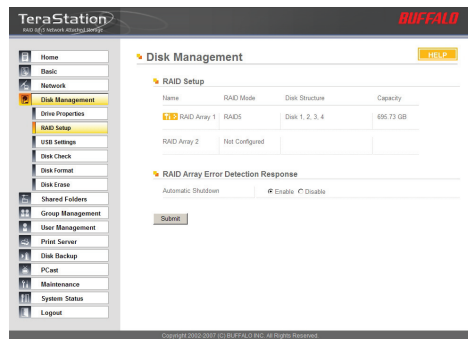 TeraStation
RAID 0/1/5 Network Attached Storage
BUFFALO
Home
Basic
Network
Disk Management
Drive Properties
RAID Setup
USB Settings
Disk Check
Disk Format
Disk Erase
Shared Folders
Group Management
User Management
Print Server
Disk Backup
PCast
Maintenance
System Status
Logout
Disk Management
HELP
RAID Setup
Name RAID Mode Disk Structure Capacity
RAID Array 1 RAID5 Disk 1, 2, 3, 4 695.73 GB
RAID Array 2 Not Configured
RAID Array Error Detection Response
Automatic Shutdown Enable Disable
Submit
Copyright 2002-2007 (C) BUFFALO INC. All Rights Reserved.